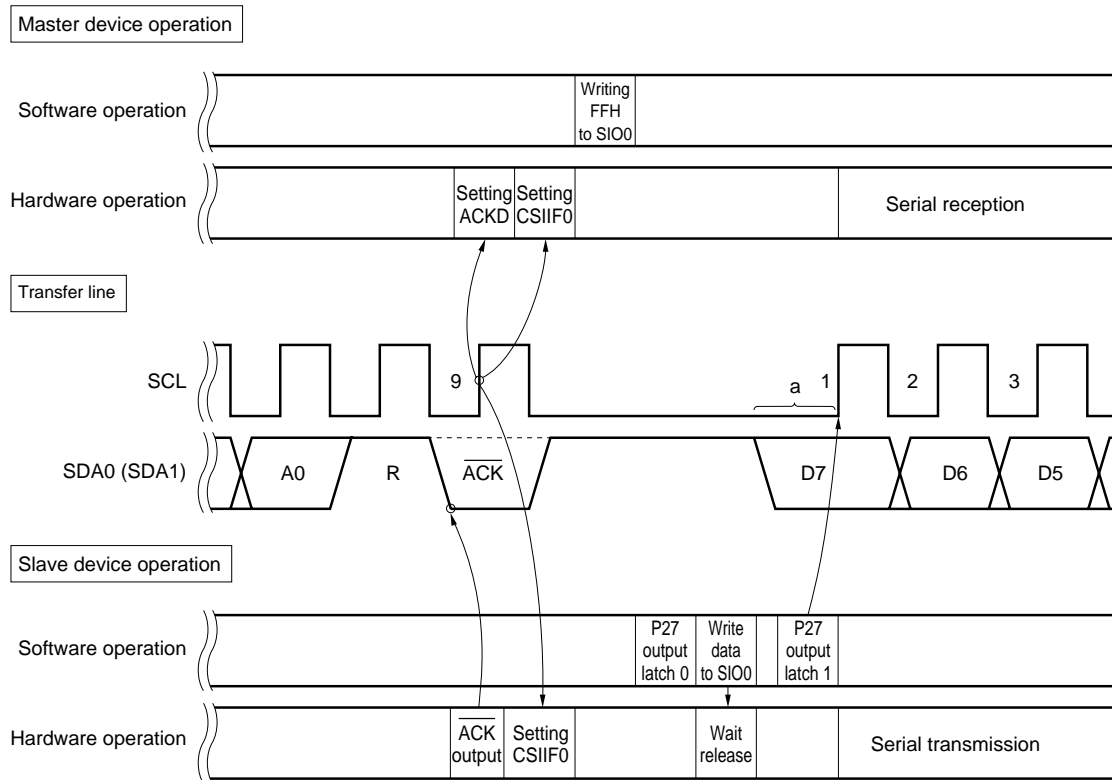 Master device operation
Software operation
Writing
FFH
to SIO0
Hardware operation
Setting
ACKD
Setting
CSIIF0
Serial reception
Transfer line
SCL
9
a
1
2
3
SDA0 (SDA1)
A0
R
ACK
D7
D6
D5
Slave device operation
Software operation
P27
output
latch 0
Write
data
to SIO0
P27
output
latch 1
Hardware operation
ACK
output
Setting
CSIIF0
Wait
release
Serial transmission